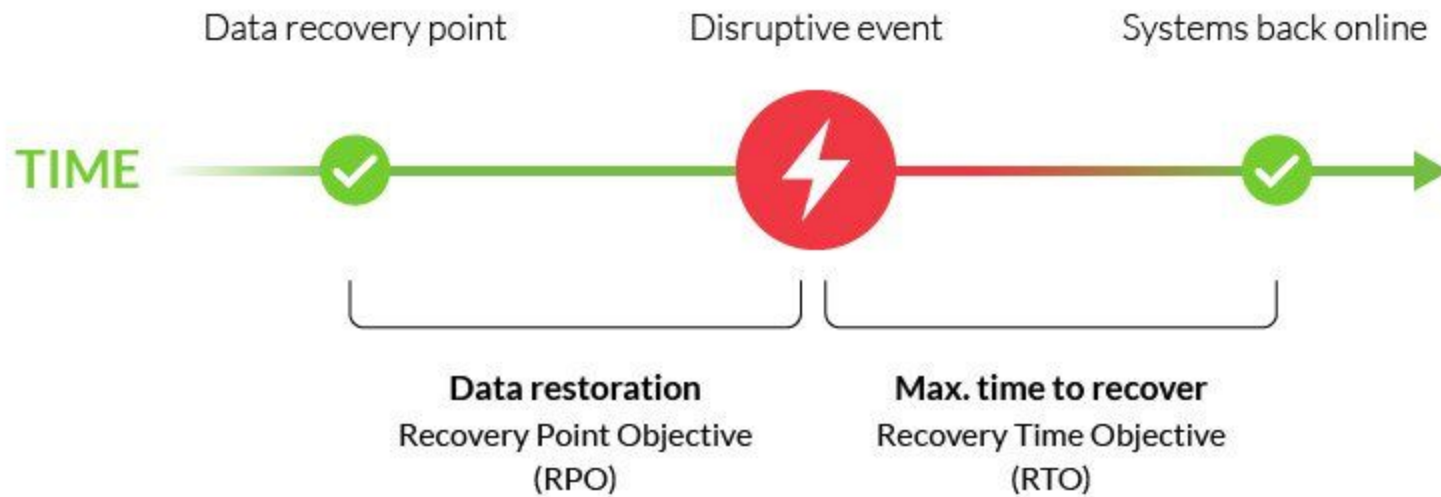 Data recovery point
Disruptive event
Systems back online
TIME
Data restoration
Recovery Point Objective
(RPO)
Max. time to recover
Recovery Time Objective
(RTO)